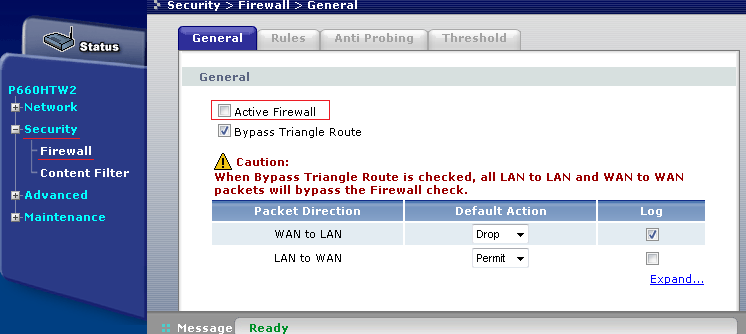 Security > Firewall > General
Status
General Rules Anti Probing Threshold
General
P660HTW2
Network
Active Firewall
Security
Bypass Triangle Route
Firewall
Caution:
Content Filter
When Bypass Triangle Route is checked, all LAN to LAN and WAN to WAN
packets will bypass the Firewall check.
Advanced
Maintenance
Packet Direction Default Action Log
WAN to LAN Drop
LAN to WAN Permit
Expand...
Message Ready